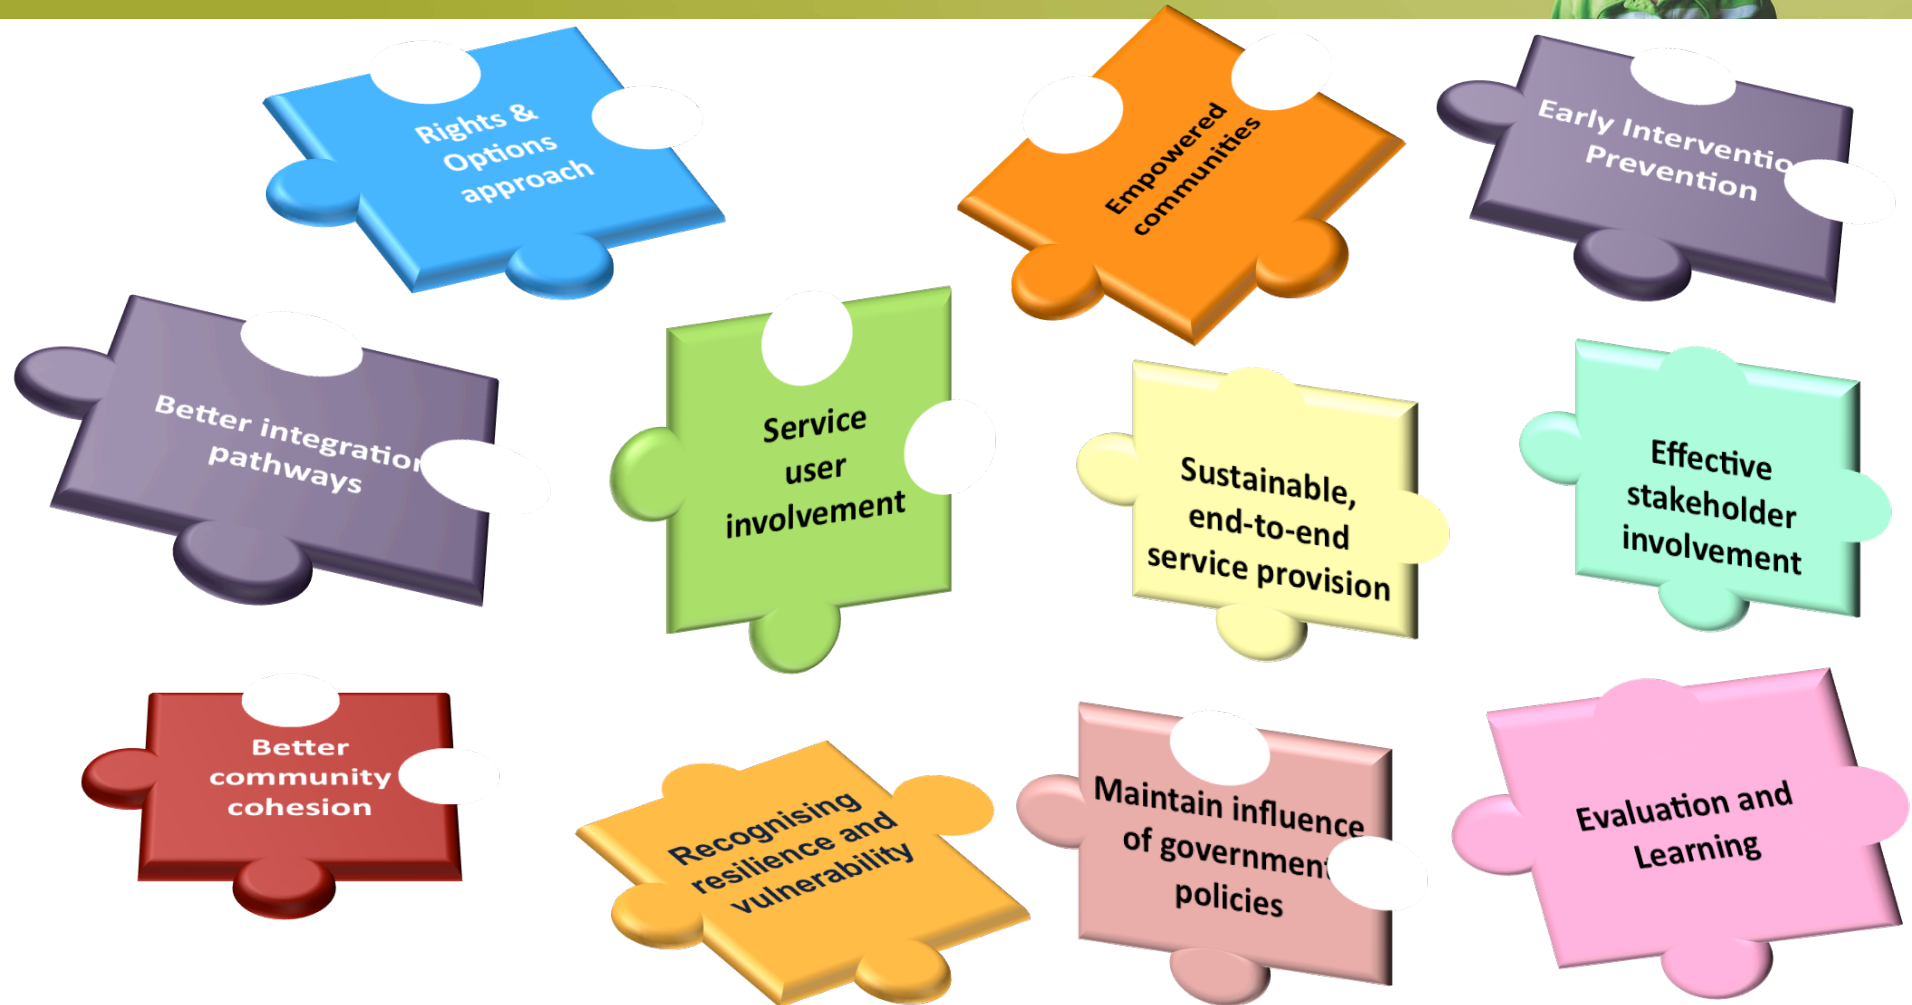 Rights &
Options
approach
Empowered
communities
Early Intervention
Prevention
Better integration
pathways
Service
user
involvement
Sustainable,
end-to-end
service provision
Effective
stakeholder
involvement
Better
community
cohesion
Recognising
resilience and
vulnerability
Maintain influence
of government
policies
Evaluation and
Learning